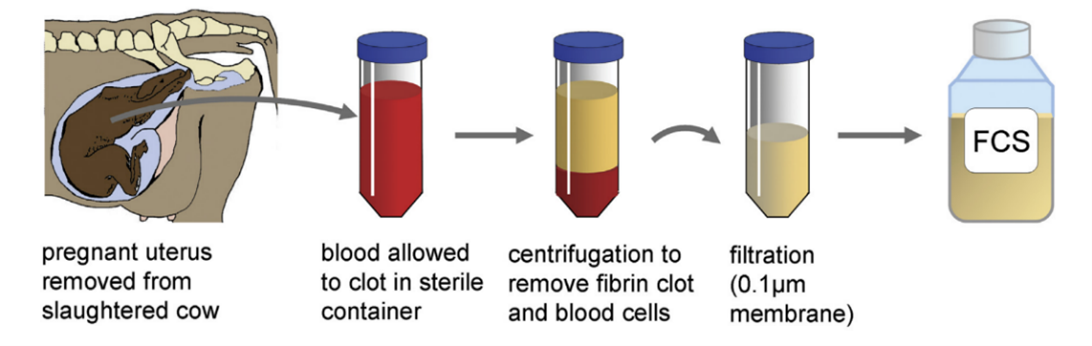 FCS
pregnant uterus
removed from
slaughtered cow
blood allowed
to clot in sterile
container
centrifugation to
remove fibrin clot
and blood cells
filtration
(0.1µm
membrane)